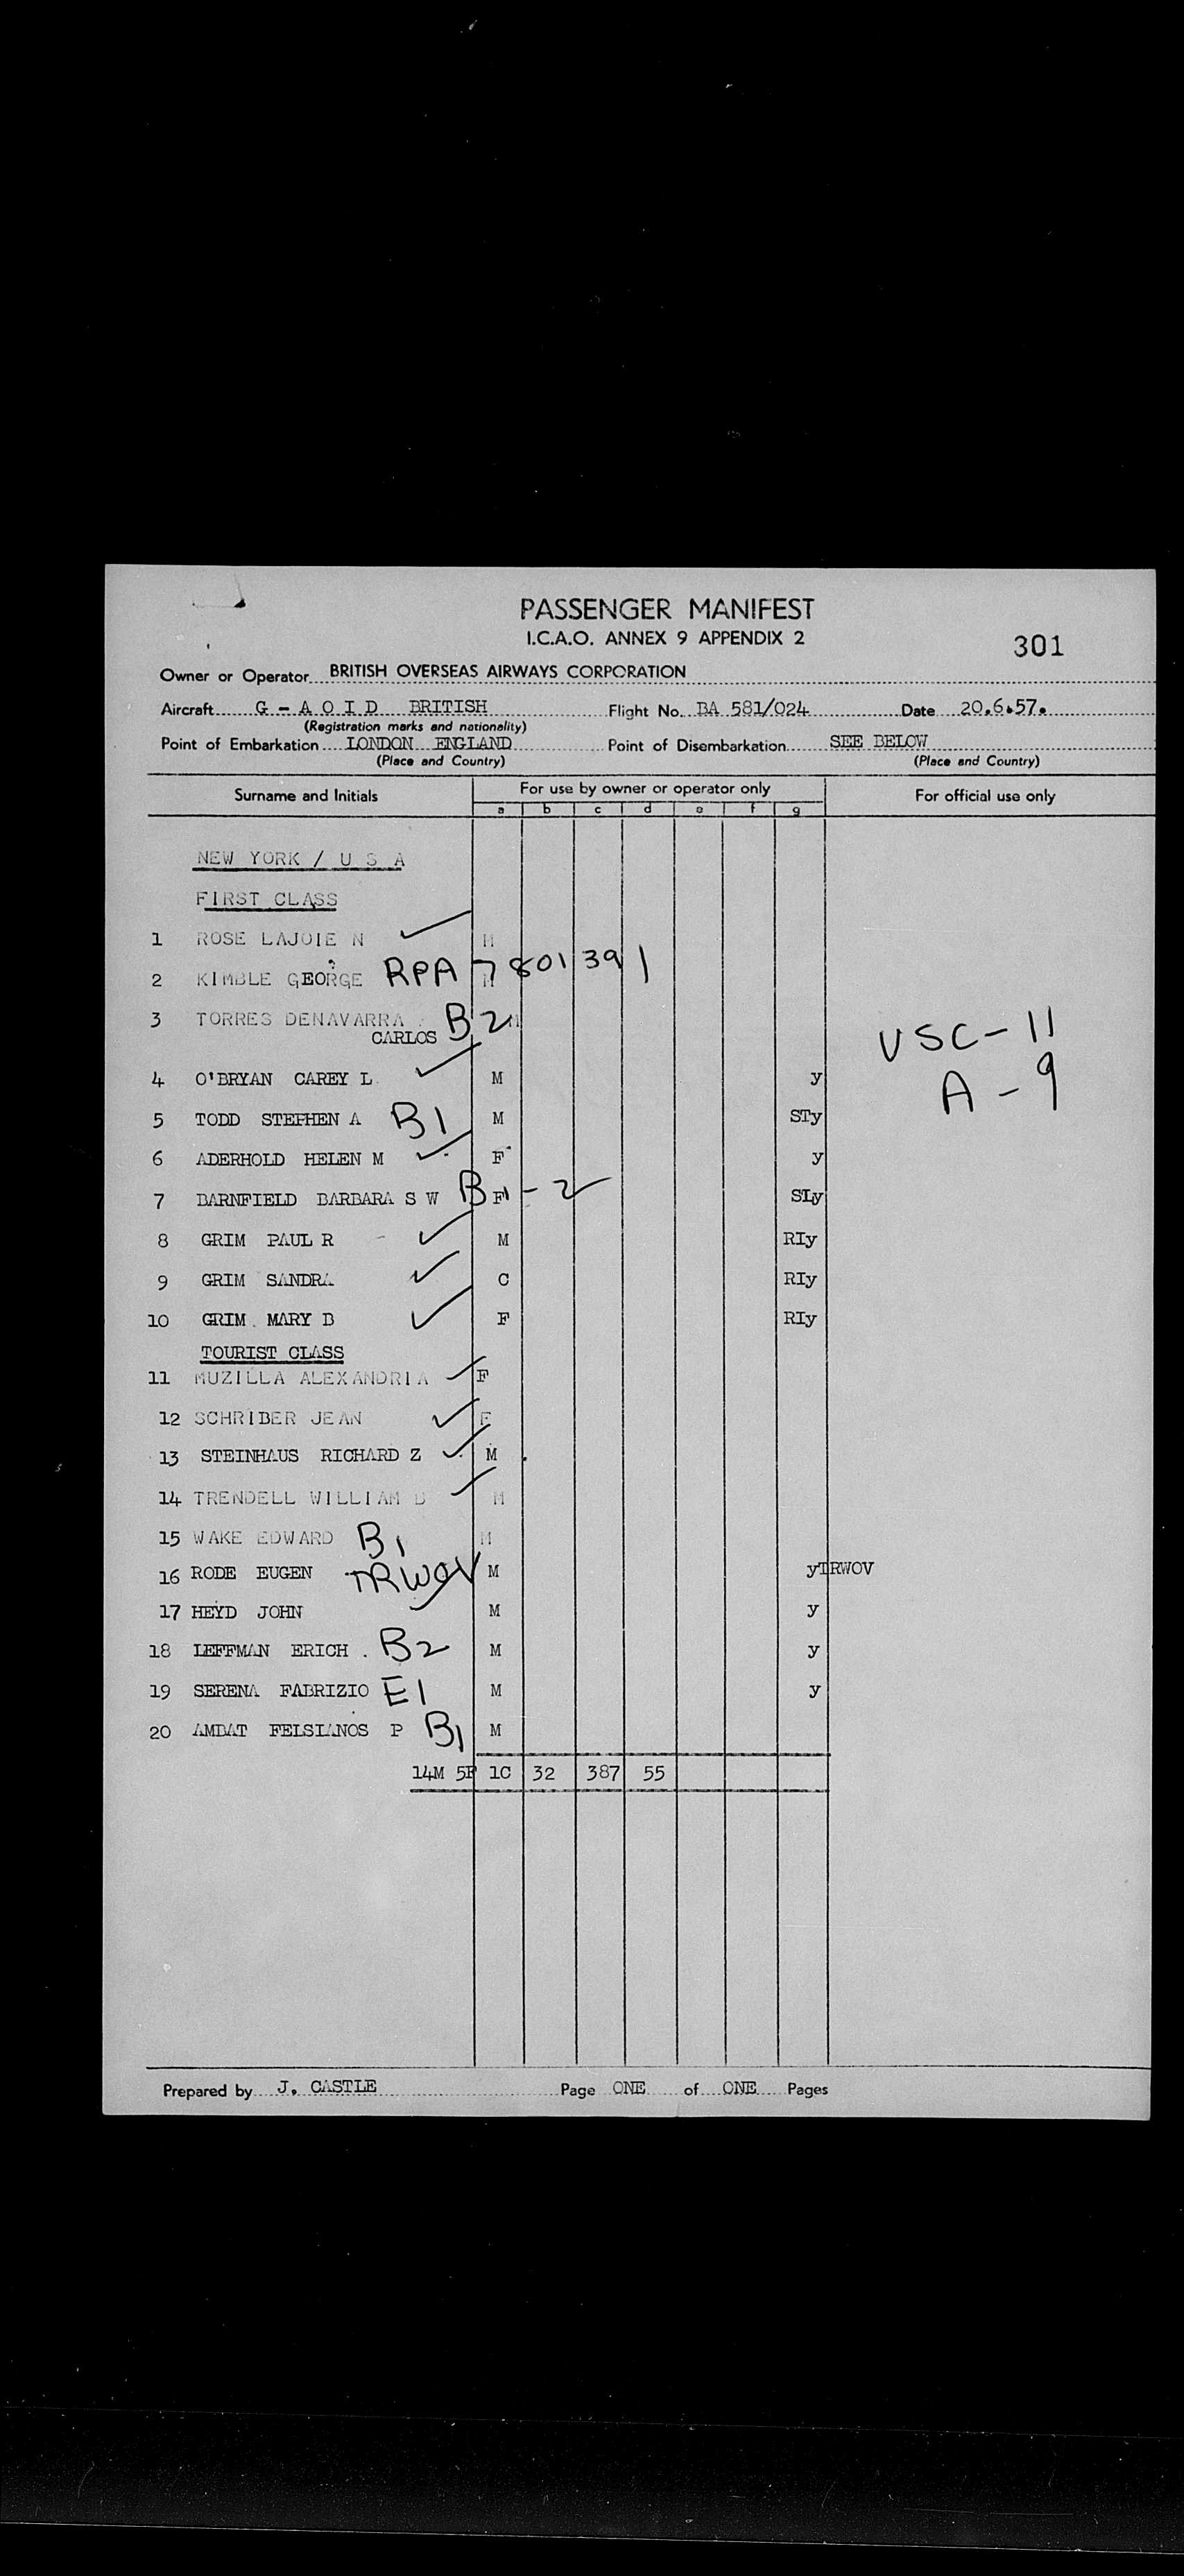 PASSENGER MANIFEST
I.C.A.O. ANNEX 9 APPENDIX 2
301
Owner or Operator BRITISH OVERSEAS AIRWAYS CORPORATION
Aircraft G - A O I D BRITISH Flight No. BA 581/024 Date 20.6.57.
(Registration marks and nationality)
Point of Embarkation LONDON ENGLAND Point of Disembarkation SEE BELOW
(Place and Country) (Place and Country)
Surname and Initials For use by owner or operator only For official use only
a b c d e f g
NEW YORK / U S A
FIRST CLASS
1 ROSE LAJOIE N ✓ M
2 KIMBLE GEORGE RPA 7801391 M
3 TORRES DENAVARRA B2 M
CARLOS
USC-11
4 O'BRYAN CAREY L ✓ M y
A-9
5 TODD STEPHEN A B1 M STy
6 ADERHOLD HELEN M ✓ F y
7 BARNFIELD BARBARA S W B1-2 F SLy
8 GRIM PAUL R ✓ M RIy
9 GRIM SANDRA ✓ C RIy
10 GRIM MARY B ✓ F RIy
TOURIST CLASS
11 MUZILLA ALEXANDRIA ✓ F
12 SCHRIBER JEAN ✓ F
13 STEINHAUS RICHARD Z ✓ M
14 TRENDELL WILLIAM ✓ M
15 WAKE EDWARD B1 M
16 RODE EUGEN TRWOV M yTRWOV
17 HEYD JOHN ✓ M y
18 LEFFMAN ERICH . B2 M y
19 SERENA FABRIZIO E1 M y
20 AMDAT FELSIANOS P B1 M
14M 5F 1C 32 387 55
Prepared by J. CASTLE Page ONE of ONE Pages